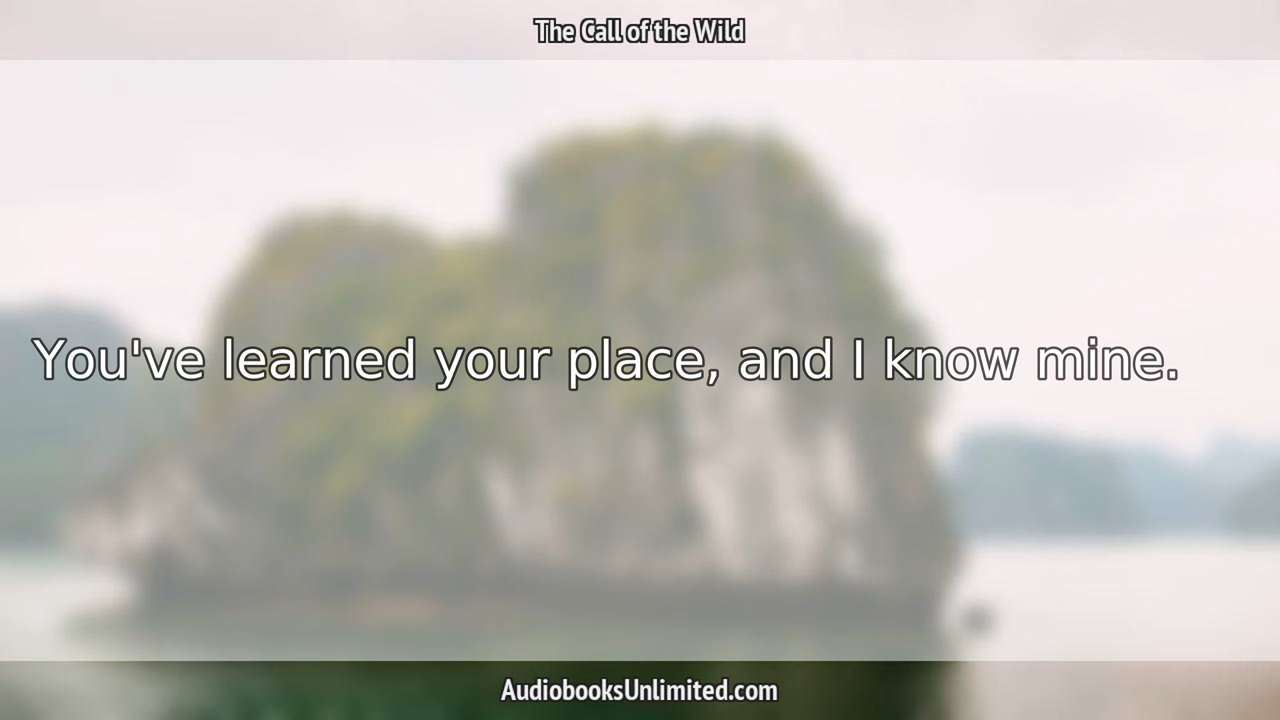 The Call of the Wild
You've learned your place, and I know mine.
AudiobooksUnlimited.com